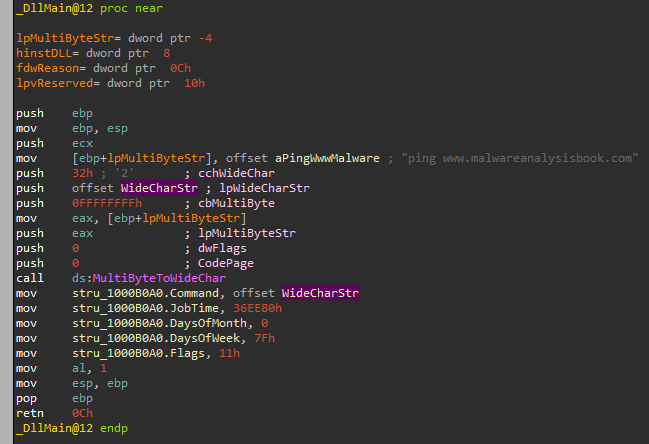 _DllMain@12 proc near
lpMultiByteStr= dword ptr -4
hinstDLL= dword ptr  8
fdwReason= dword ptr  0Ch
lpvReserved= dword ptr  10h
push    ebp
mov     ebp, esp
push    ecx
mov     [ebp+lpMultiByteStr], offset aPingWwwMalware ; "ping www.malwareanalysisbook.com"
push    32h ; '2'       ; cchWideChar
push    offset WideCharStr ; lpWideCharStr
push    0FFFFFFFFh      ; cbMultiByte
mov     eax, [ebp+lpMultiByteStr]
push    eax             ; lpMultiByteStr
push    0               ; dwFlags
push    0               ; CodePage
call    ds:MultiByteToWideChar
mov     stru_1000B0A0.Command, offset WideCharStr
mov     stru_1000B0A0.JobTime, 36EE80h
mov     stru_1000B0A0.DaysOfMonth, 0
mov     stru_1000B0A0.DaysOfWeek, 7Fh
mov     stru_1000B0A0.Flags, 11h
mov     al, 1
mov     esp, ebp
pop     ebp
retn    0Ch
_DllMain@12 endp